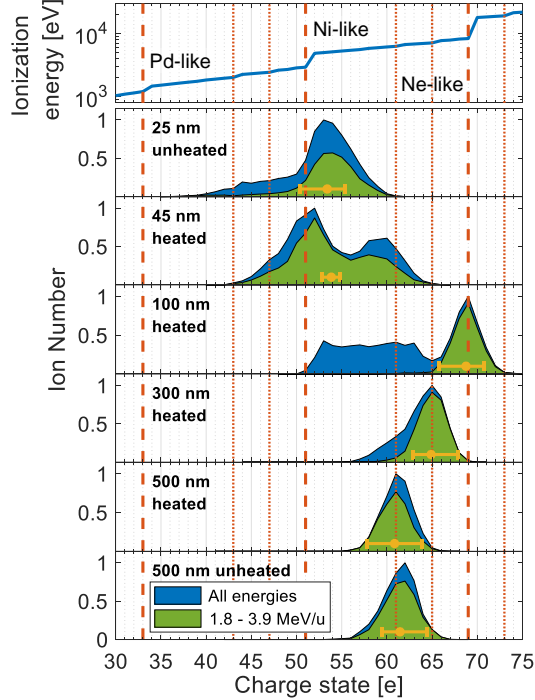 Ionization
energy [eV]
10^4
10^3
Pd-like
Ni-like
Ne-like
Ion Number
1
0.5
25 nm
unheated
1
0.5
45 nm
heated
1
0.5
100 nm
heated
1
0.5
300 nm
heated
1
0.5
500 nm
heated
1
0.5
0
500 nm unheated
All energies
1.8 - 3.9 MeV/u
30 35 40 45 50 55 60 65 70 75
Charge state [e]